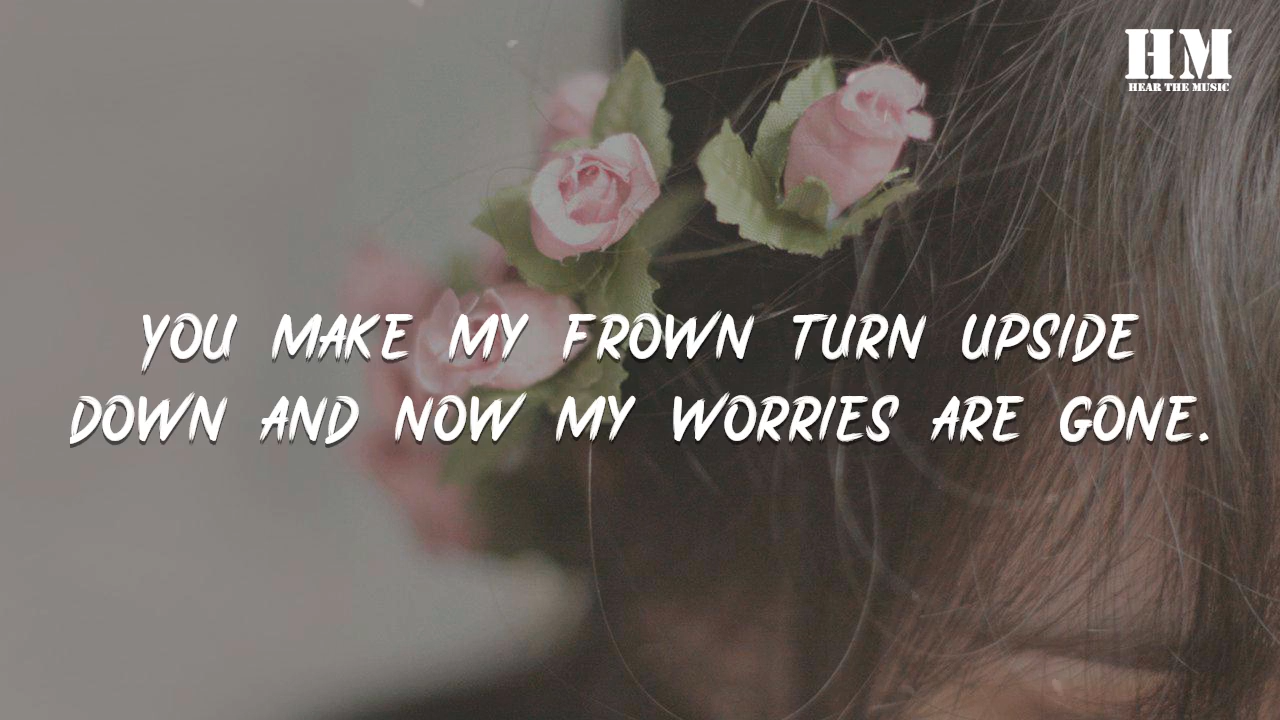 HM
HEAR THE MUSIC
YOU MAKE MY FROWN TURN UPSIDE
DOWN AND NOW MY WORRIES ARE GONE.